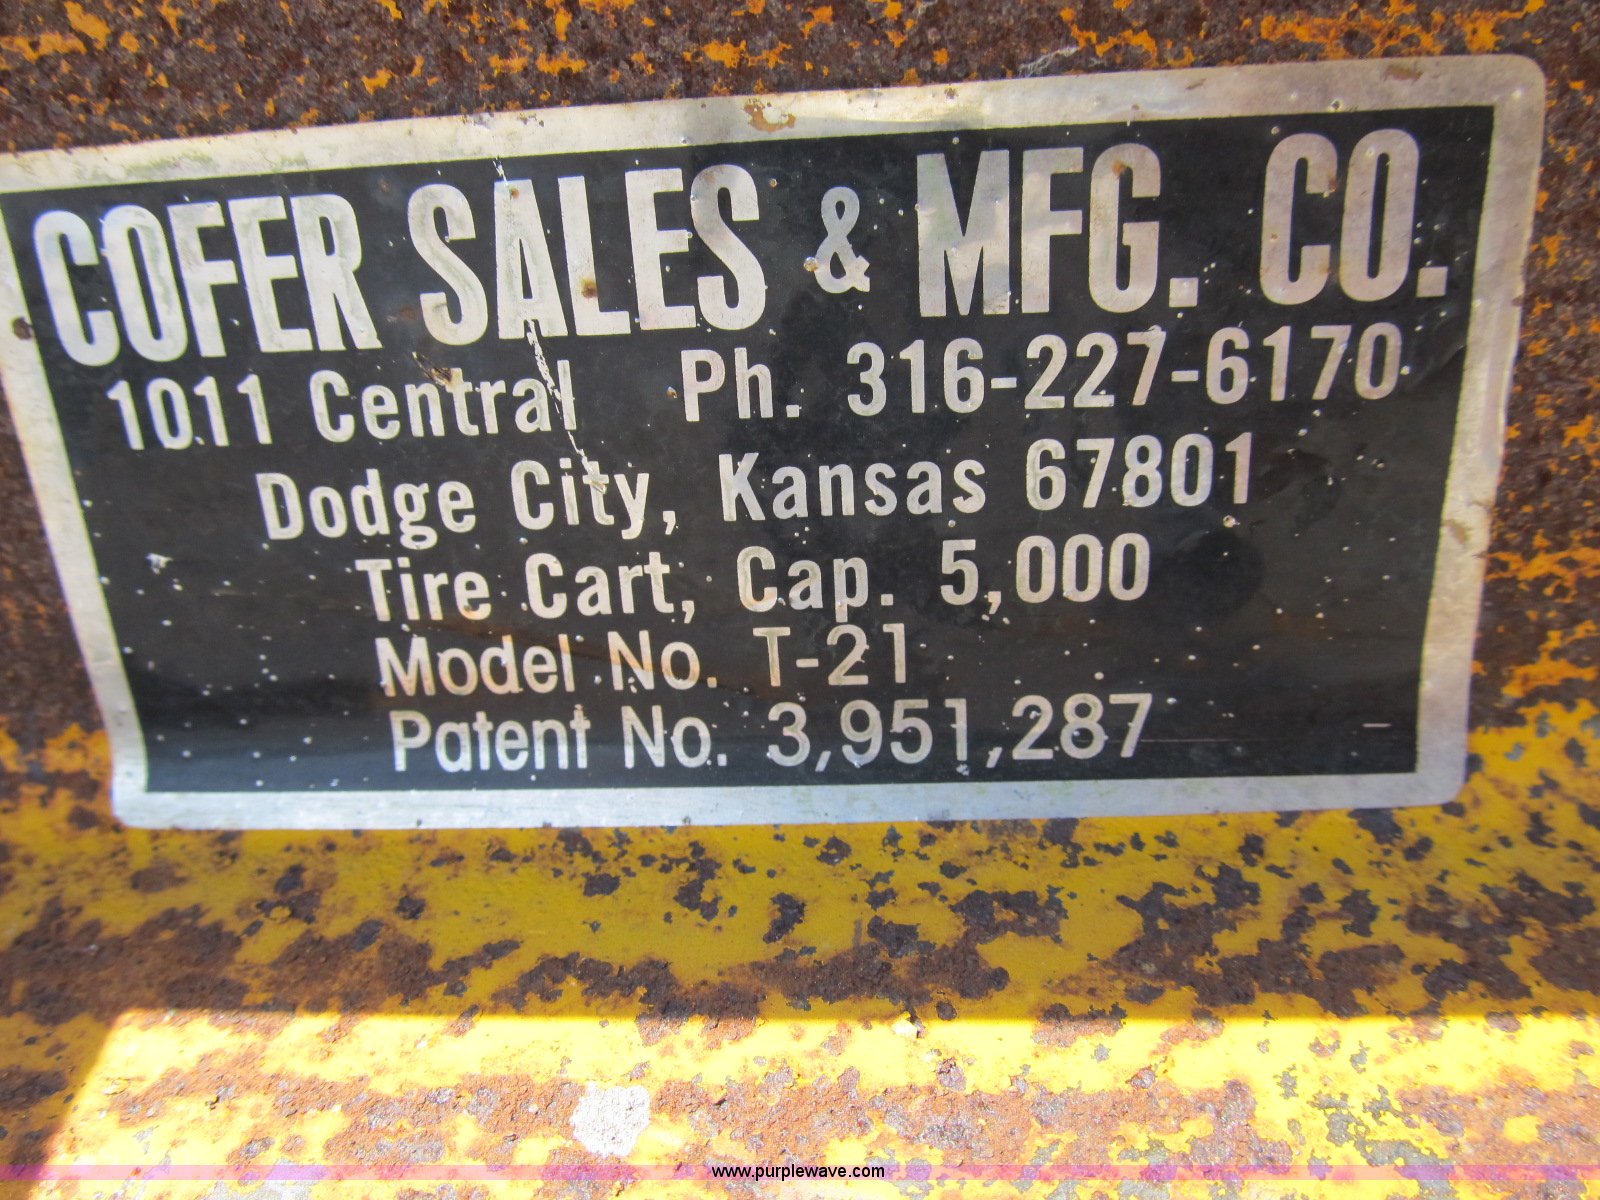 COFER SALES & MFG. CO.
1011 Central Ph. 316-227-6170
Dodge City, Kansas 67801
Tire Cart, Cap. 5,000
Model No. T-21
Patent No. 3,951,287
www.purplewave.com